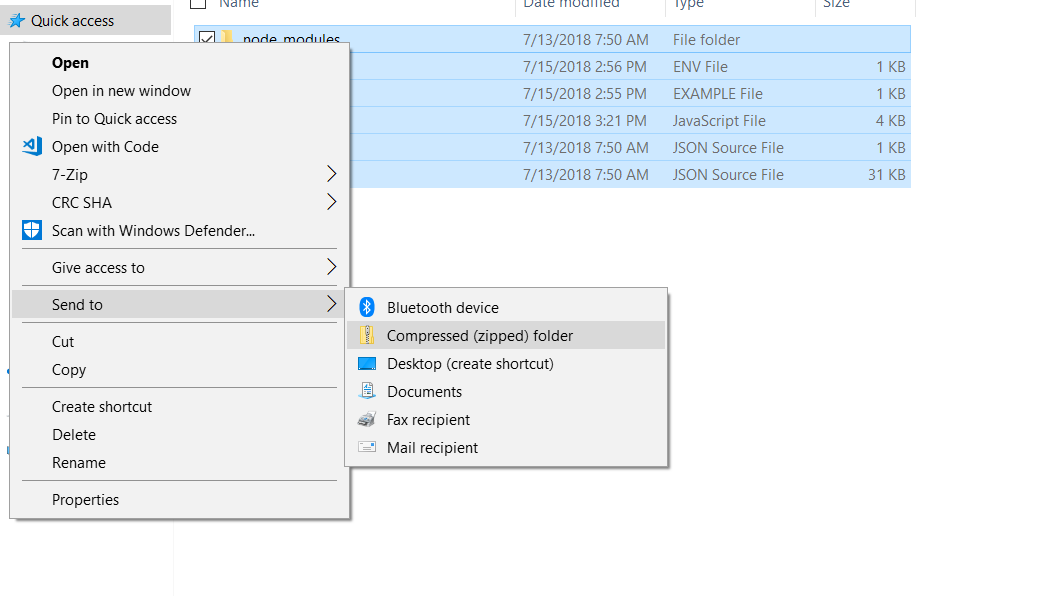 Quick access
Name Date modified Type Size
node_modules 7/13/2018 7:50 AM File folder
7/15/2018 2:56 PM ENV File 1 KB
7/15/2018 2:55 PM EXAMPLE File 1 KB
7/15/2018 3:21 PM JavaScript File 4 KB
7/13/2018 7:50 AM JSON Source File 1 KB
7/13/2018 7:50 AM JSON Source File 31 KB
Open
Open in new window
Pin to Quick access
Open with Code
7-Zip
CRC SHA
Scan with Windows Defender...
Give access to
Send to
Cut
Copy
Create shortcut
Delete
Rename
Properties
Bluetooth device
Compressed (zipped) folder
Desktop (create shortcut)
Documents
Fax recipient
Mail recipient